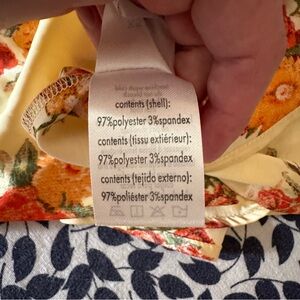 contents (shell):
97%polyester 3%spandex
contents (tissu extérieur):
97%polyester 3%spandex
contents (tejido externo):
97%poliéster 3%spandex